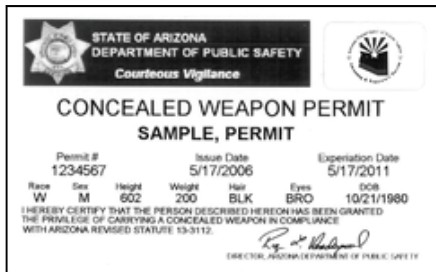 STATE OF ARIZONA
DEPARTMENT OF PUBLIC SAFETY
Courteous Vigilance
CONCEALED WEAPON PERMIT
SAMPLE, PERMIT
Permit # Issue Date Experiation Date
1234567 5/17/2006 5/17/2011
Race Sex Height Weight Hair Eyes DOB
W M 602 200 BLK BRO 10/21/1980
I HEREBY CERTIFY THAT THE PERSON DESCRIBED HEREON HAS BEEN GRANTED
THE PRIVILEGE OF CARRYING A CONCEALED WEAPON IN COMPLIANCE
WITH ARIZONA REVISED STATUTE 13-3112.
DIRECTOR, ARIZONA DEPARTMENT OF PUBLIC SAFETY